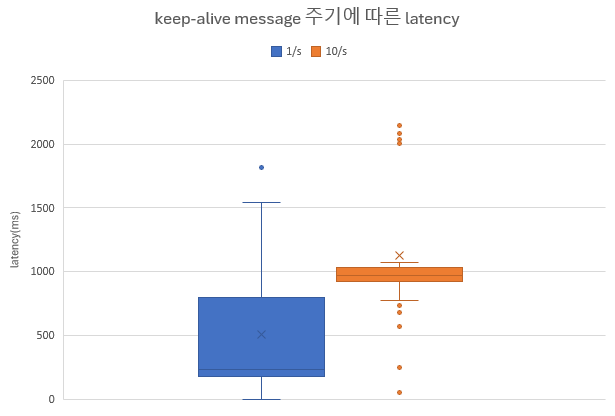 keep-alive message 주기에 따른 latency
1/s 10/s
2500
2000
1500
1000
500
0
latency(ms)